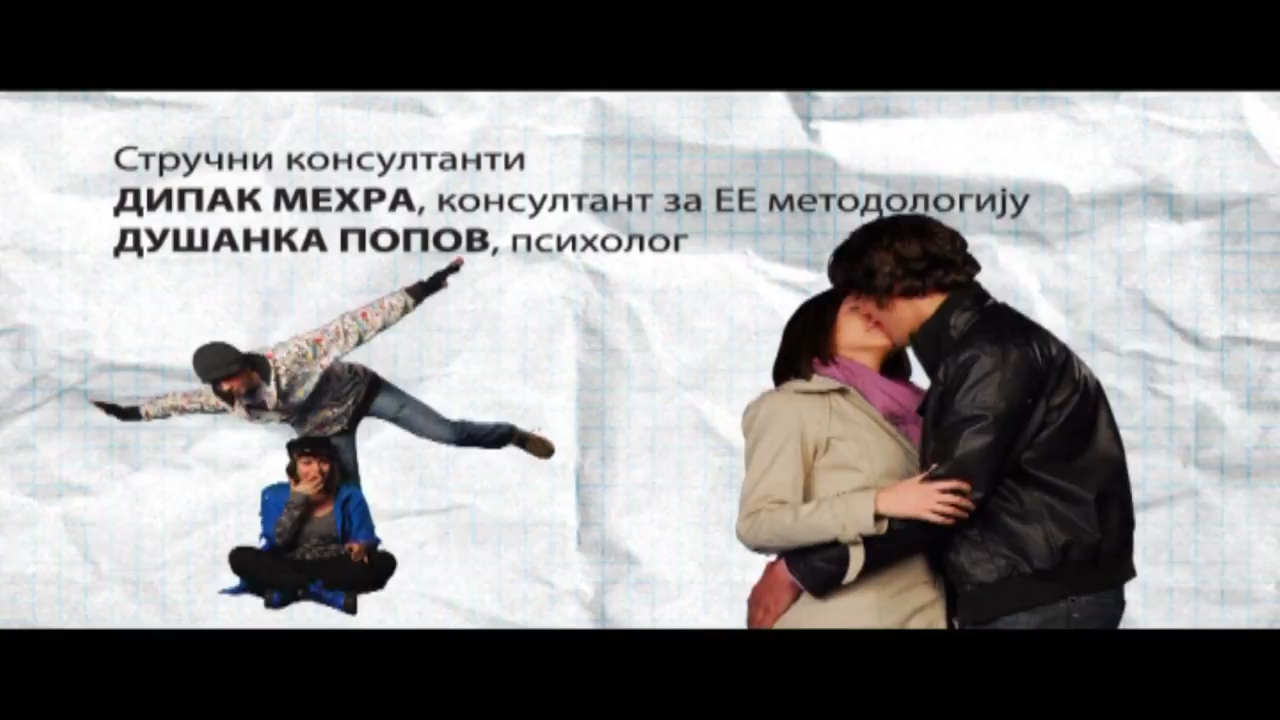 Стручни консултанти
ДИПАК МЕХРА, консултант за ЕЕ методологију
ДУШАНКА ПОПОВ, психолог